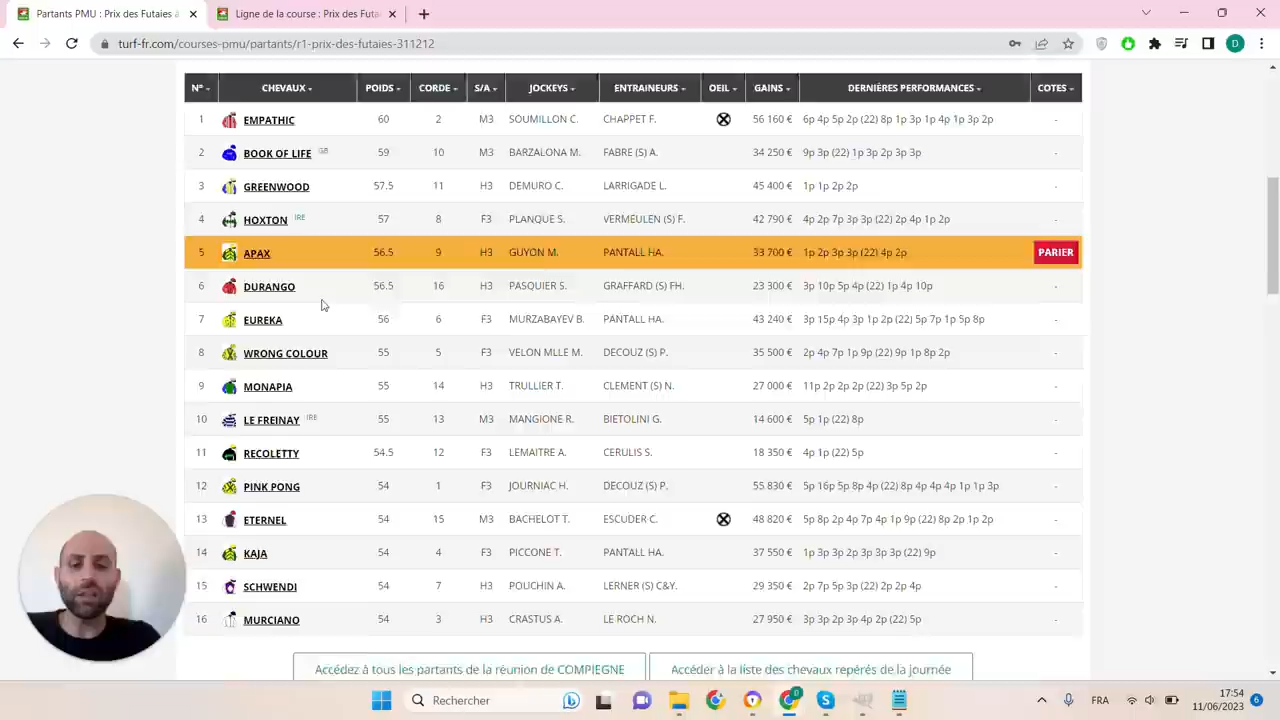 Partants PMU : Prix des Futaies à
Ligne de la course : Prix des Futa
turf-fr.com/courses-pmu/partants/r1-prix-des-futaies-311212
D
N° CHEVAUX POIDS CORDE S/A JOCKEYS ENTRAINEURS OEIL GAINS DERNIÈRES PERFORMANCES COTES
1 EMPATHIC 60 2 M3 SOUMILLON C. CHAPPET F. 56 160 € 6p 4p 5p 2p (22) 8p 1p 3p 1p 4p 1p 3p 2p -
2 BOOK OF LIFE GB 59 10 M3 BARZALONA M. FABRE (S) A. 34 250 € 9p 3p (22) 1p 3p 2p 3p 3p -
3 GREENWOOD 57.5 11 H3 DEMURO C. LARRIGADE L. 45 400 € 1p 1p 2p 2p -
4 HOXTON IRE 57 8 F3 PLANQUE S. VERMEULEN (S) F. 42 790 € 4p 2p 7p 3p 3p (22) 2p 4p 1p 2p -
5 APAX 56.5 9 H3 GUYON M. PANTALL HA. 33 700 € 1p 2p 3p 3p (22) 4p 2p PARIER
6 DURANGO 56.5 16 H3 PASQUIER S. GRAFFARD (S) FH. 23 300 € 3p 10p 5p 4p (22) 1p 4p 10p -
7 EUREKA 56 6 F3 MURZABAYEV B. PANTALL HA. 43 240 € 3p 15p 4p 3p 1p 2p (22) 5p 7p 1p 5p 8p -
8 WRONG COLOUR 55 5 F3 VELON MLLE M. DECOUZ (S) P. 35 500 € 2p 4p 7p 1p 9p (22) 9p 1p 8p 2p -
9 MONAPIA 55 14 H3 TRULLIER T. CLEMENT (S) N. 27 000 € 11p 2p 2p 2p (22) 3p 5p 2p -
10 LE FREINAY IRE 55 13 M3 MANGIONE R. BIETOLINI G. 14 600 € 5p 1p (22) 8p -
11 RECOLETTY 54.5 12 F3 LEMAITRE A. CERULIS S. 18 350 € 4p 1p (22) 5p -
12 PINK PONG 54 1 F3 JOURNIAC H. DECOUZ (S) P. 55 830 € 5p 16p 5p 8p 4p (22) 8p 4p 4p 4p 1p 1p 3p -
13 ETERNEL 54 15 M3 BACHELOT T. ESCUDER C. 48 820 € 5p 8p 2p 4p 7p 4p 1p 9p (22) 8p 2p 1p 2p -
14 KAJA 54 4 F3 PICCONE T. PANTALL HA. 37 550 € 1p 3p 3p 2p 3p 3p 3p (22) 9p -
15 SCHWENDI 54 7 H3 POUCHIN A. LERNER (S) C&Y. 29 350 € 2p 7p 5p 3p (22) 2p 2p 4p -
16 MURCIANO 54 3 H3 CRASTUS A. LE ROCH N. 27 950 € 3p 3p 2p 3p 4p 2p (22) 5p -
Accédez à tous les partants de la réunion de COMPIEGNE
Accéder à la liste des chevaux repérés de la journée
Rechercher
FRA
17:54
11/06/2023
6